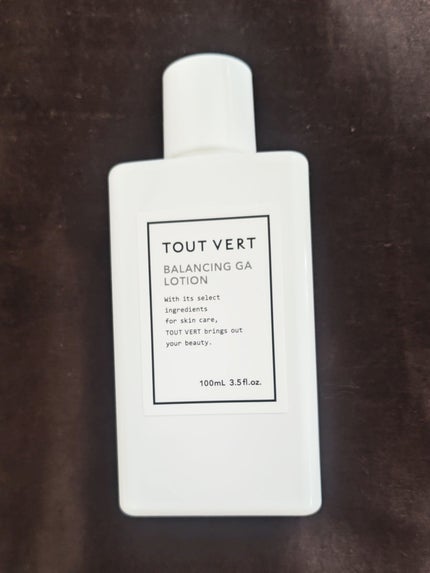 TOUT VERT
BALANCING GA
LOTION
With its select
ingredients
for skin care,
TOUT VERT brings out
your beauty.
100mL 3.5fl.oz.